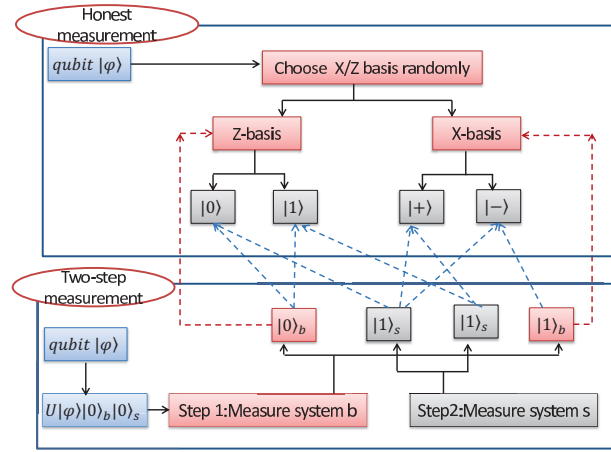 Honest
measurement
qubit |φ⟩
Choose X/Z basis randomly
Z-basis
X-basis
|0⟩
|1⟩
|+⟩
|−⟩
Two-step
measurement
|0⟩b
|1⟩s
|1⟩s
|1⟩b
qubit |φ⟩
U|φ⟩|0⟩b|0⟩s
Step 1:Measure system b
Step2:Measure system s